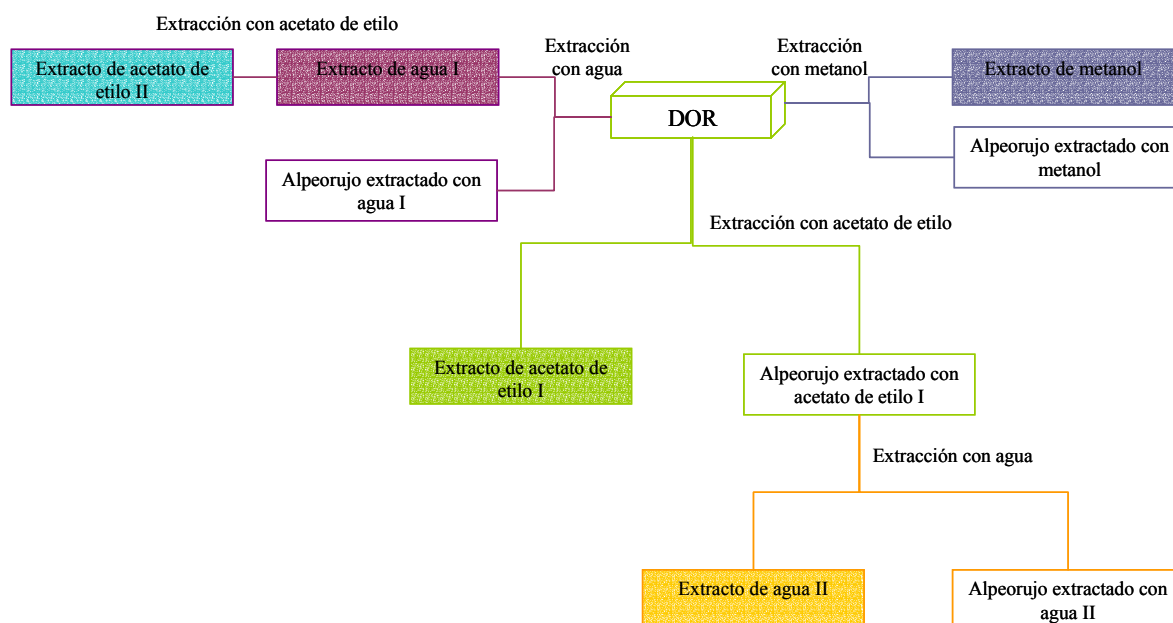 Extracción con acetato de etilo
Extracto de acetato de
etilo II
Extracto de agua I
Extracción
con agua
Extracción
con metanol
Extracto de metanol
DOR
Alpeorujo extractado con
agua I
Alpeorujo extractado con
metanol
Extracción con acetato de etilo
Extracto de acetato de
etilo I
Alpeorujo extractado con
acetato de etilo I
Extracción con agua
Extracto de agua II
Alpeorujo extractado con
agua II